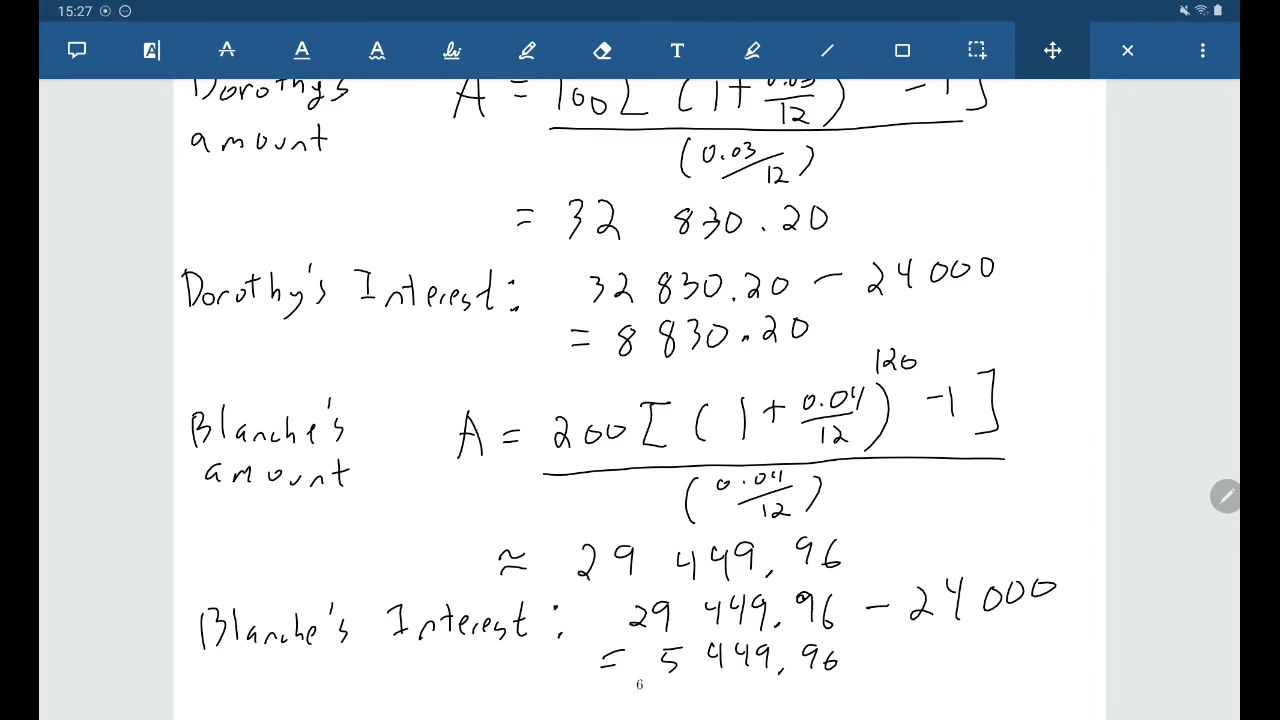 15:27
Dorothy's A = 100[(1+0.03/12) -1]
amount (0.03/12)
= 32 830.20
Dorothy's Interest: 32 830.20 - 24 000
= 8 830.20
Blanche's A = 200[(1+0.04/12)^120 -1]
amount (0.04/12)
≈ 29 449.96
Blanche's Interest: 29 449.96 - 24 000
= 5 449.96
6